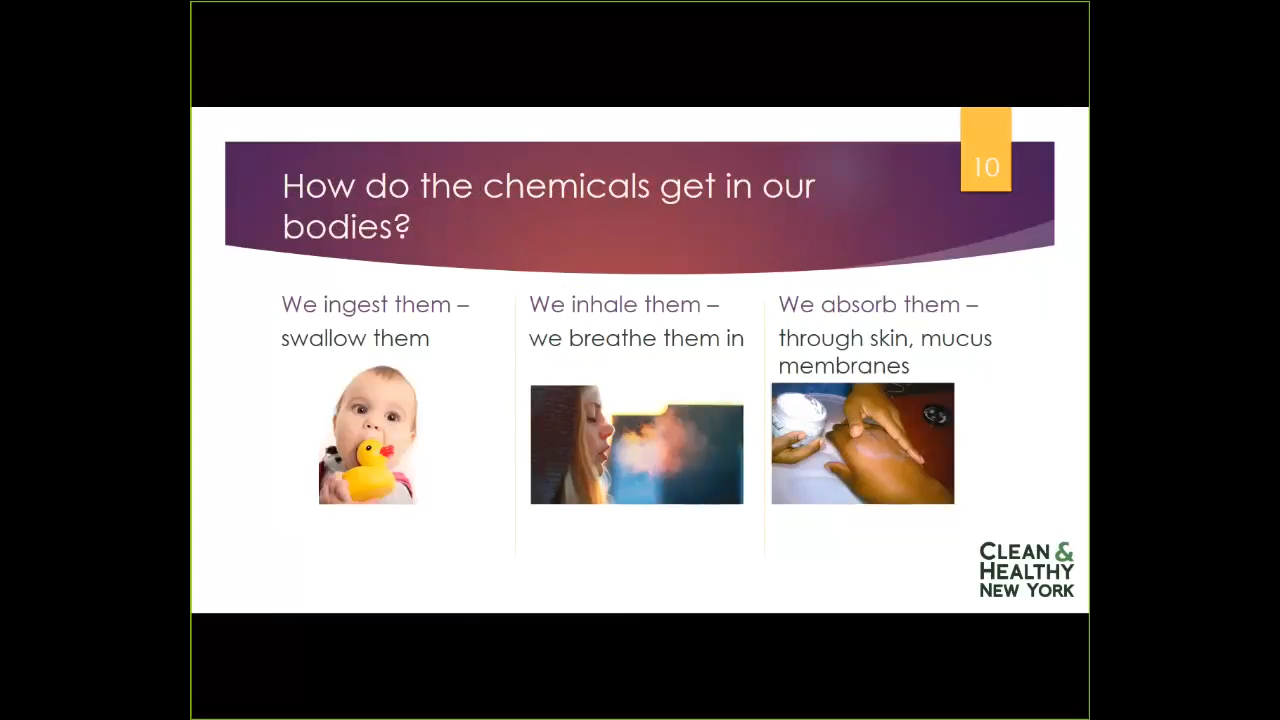 10
How do the chemicals get in our
bodies?
We ingest them –
swallow them
We inhale them –
we breathe them in
We absorb them –
through skin, mucus
membranes
CLEAN &
HEALTHY
NEW YORK